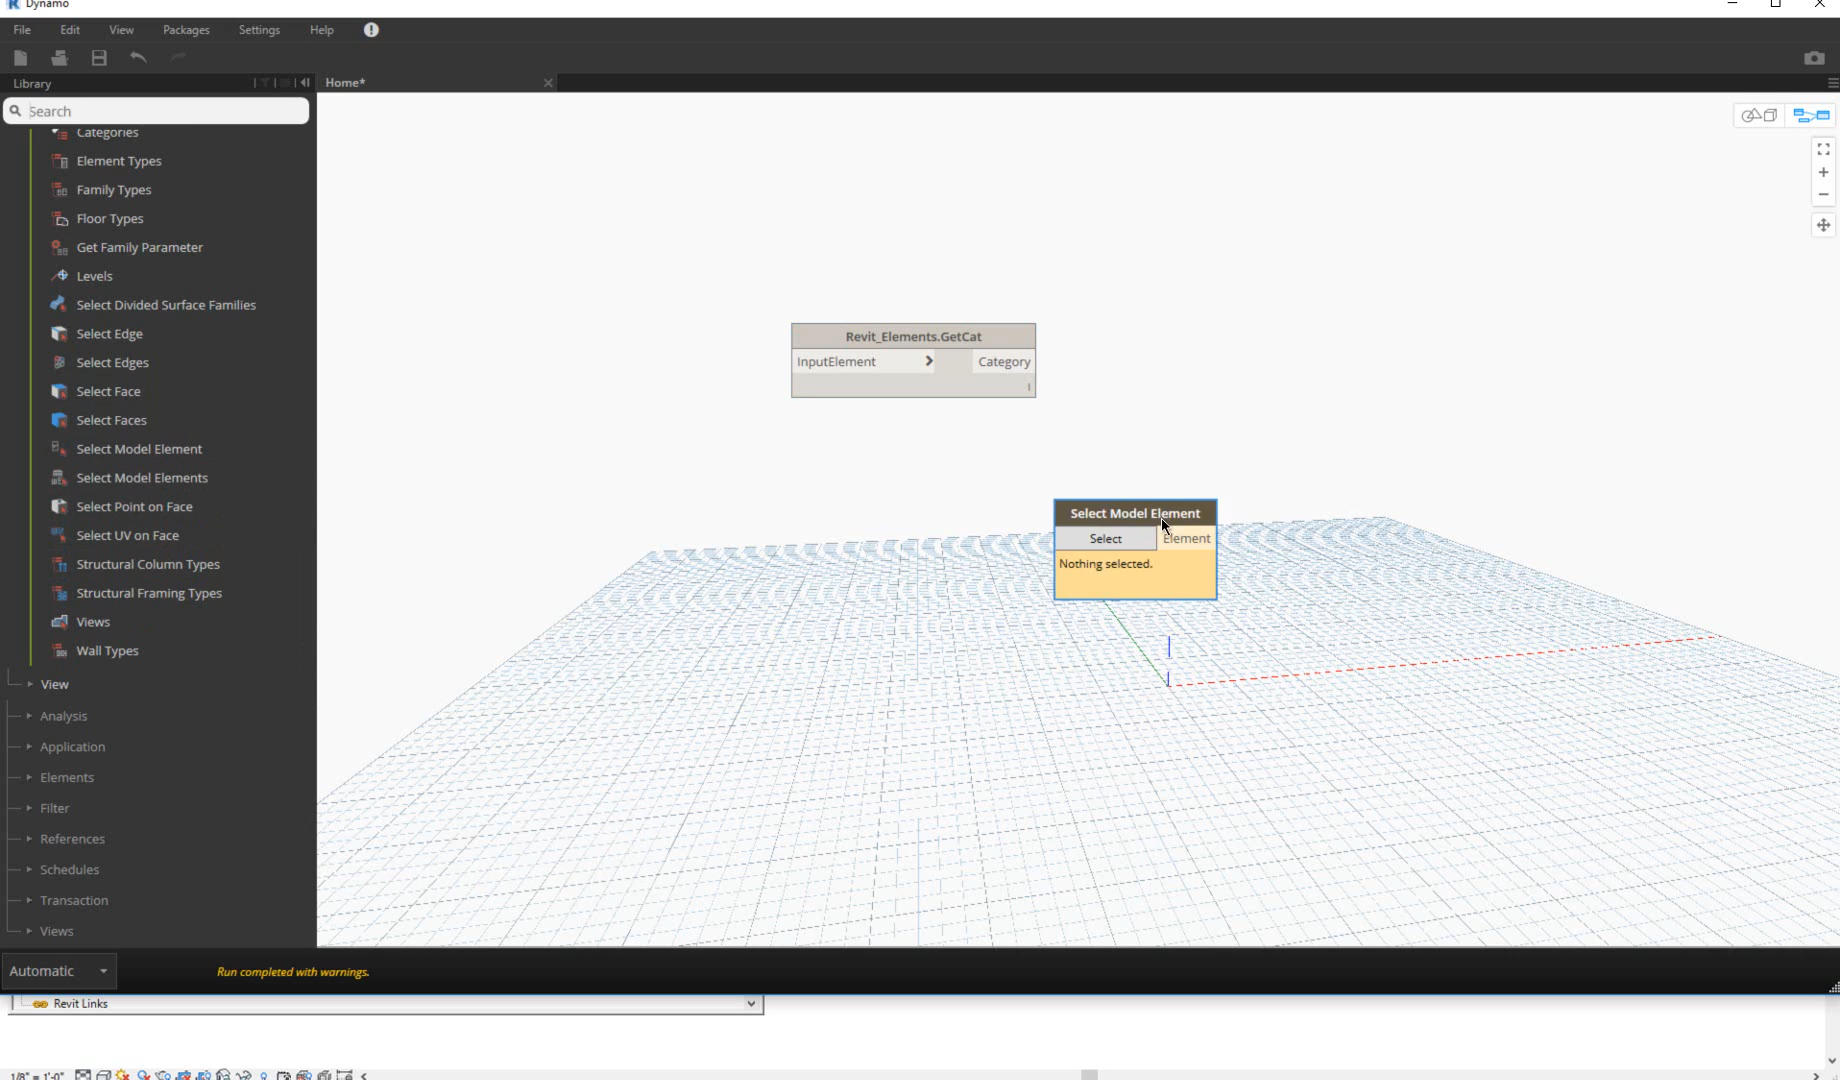 Dynamo
File Edit View Packages Settings Help
Library
Home*
Search
Categories
Element Types
Family Types
Floor Types
Get Family Parameter
Levels
Select Divided Surface Families
Select Edge
Select Edges
Select Face
Select Faces
Select Model Element
Select Model Elements
Select Point on Face
Select UV on Face
Structural Column Types
Structural Framing Types
Views
Wall Types
View
Analysis
Application
Elements
Filter
References
Schedules
Transaction
Views
Revit_Elements.GetCat
InputElement > Category
l
Select Model Element
Select Element
Nothing selected.
Automatic
Run completed with warnings.
Revit Links
1/8" = 1'-0"